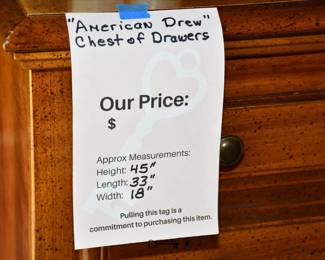 "American Drew"
Chest of Drawers
Our Price:
$
Approx Measurements:
Height: 45"
Length: 33"
Width: 18"
Pulling this tag is a
commitment to purchasing this item.